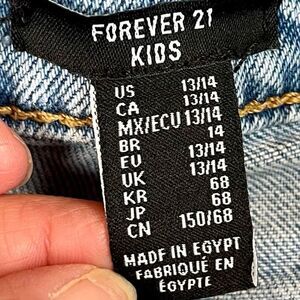 FOREVER 21
KIDS
US 13/14
CA 13/14
MX/ECU 13/14
BR 14
EU 13/14
UK 13/14
KR 68
JP 68
CN 150/68
MADE IN EGYPT
FABRIQUÉ EN
ÉGYPTE